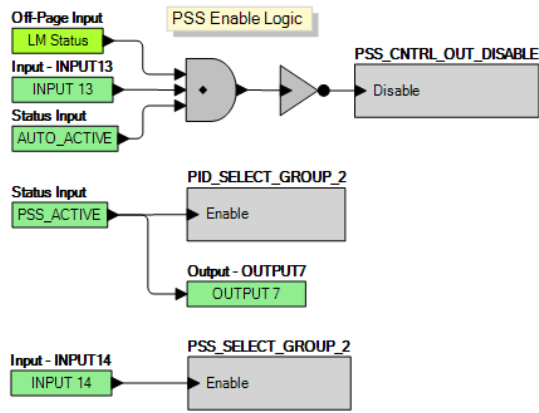 PSS Enable Logic
Off-Page Input
LM Status
Input - INPUT13
INPUT 13
Status Input
AUTO_ACTIVE
PSS_CNTRL_OUT_DISABLE
Disable
Status Input
PSS_ACTIVE
PID_SELECT_GROUP_2
Enable
Output - OUTPUT7
OUTPUT 7
Input - INPUT14
INPUT 14
PSS_SELECT_GROUP_2
Enable